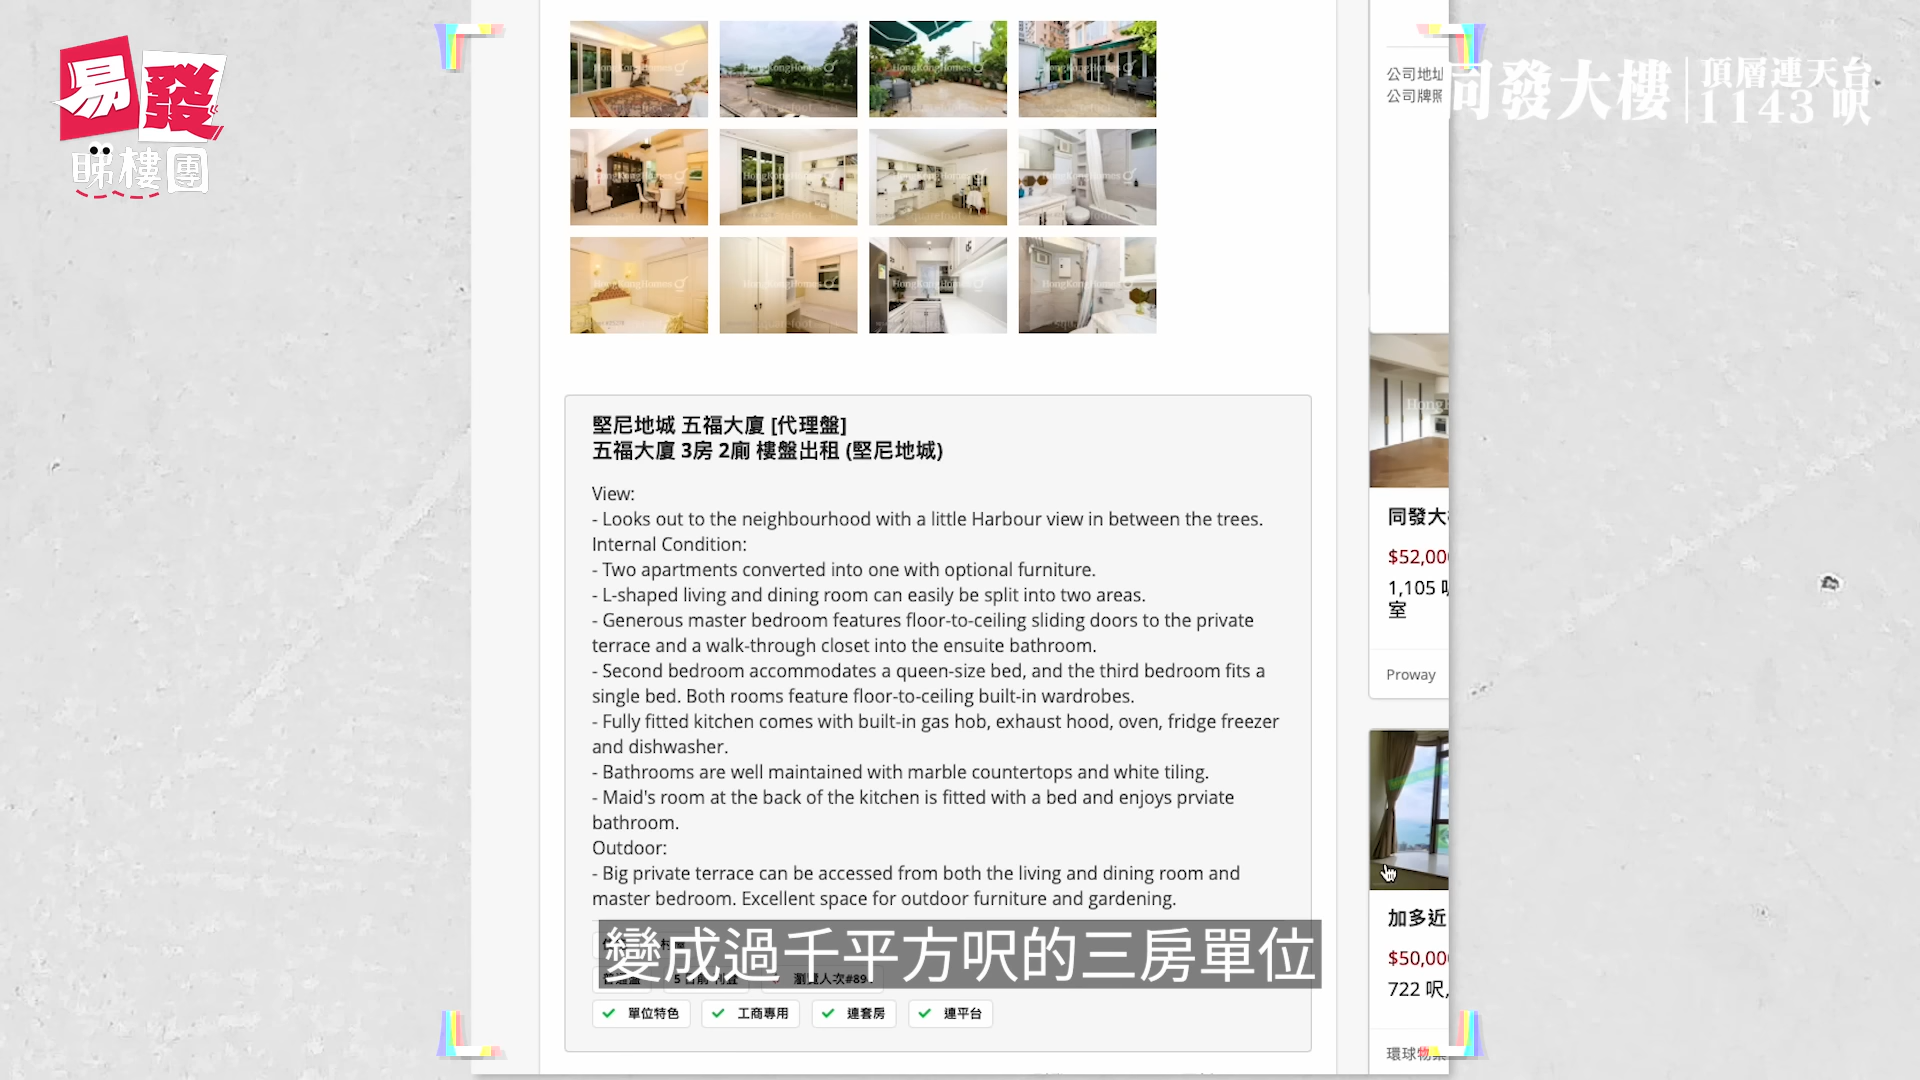 易發
睇樓團
同發大樓
頂層連天台
1143 呎
公司地址
公司牌照
堅尼地城 五福大廈 [代理盤]
五福大廈 3房 2廁 樓盤出租 (堅尼地城)
View:
- Looks out to the neighbourhood with a little Harbour view in between the trees.
Internal Condition:
- Two apartments converted into one with optional furniture.
- L-shaped living and dining room can easily be split into two areas.
- Generous master bedroom features floor-to-ceiling sliding doors to the private
terrace and a walk-through closet into the ensuite bathroom.
- Second bedroom accommodates a queen-size bed, and the third bedroom fits a
single bed. Both rooms feature floor-to-ceiling built-in wardrobes.
- Fully fitted kitchen comes with built-in gas hob, exhaust hood, oven, fridge freezer
and dishwasher.
- Bathrooms are well maintained with marble countertops and white tiling.
- Maid's room at the back of the kitchen is fitted with a bed and enjoys prviate
bathroom.
Outdoor:
- Big private terrace can be accessed from both the living and dining room and
master bedroom. Excellent space for outdoor furniture and gardening.
變成過千平方呎的三房單位
單位特色 工商專用 連套房 連平台
同發大
$52,00
1,105
室
Proway
加多近
$50,00
722 呎,
環球物業